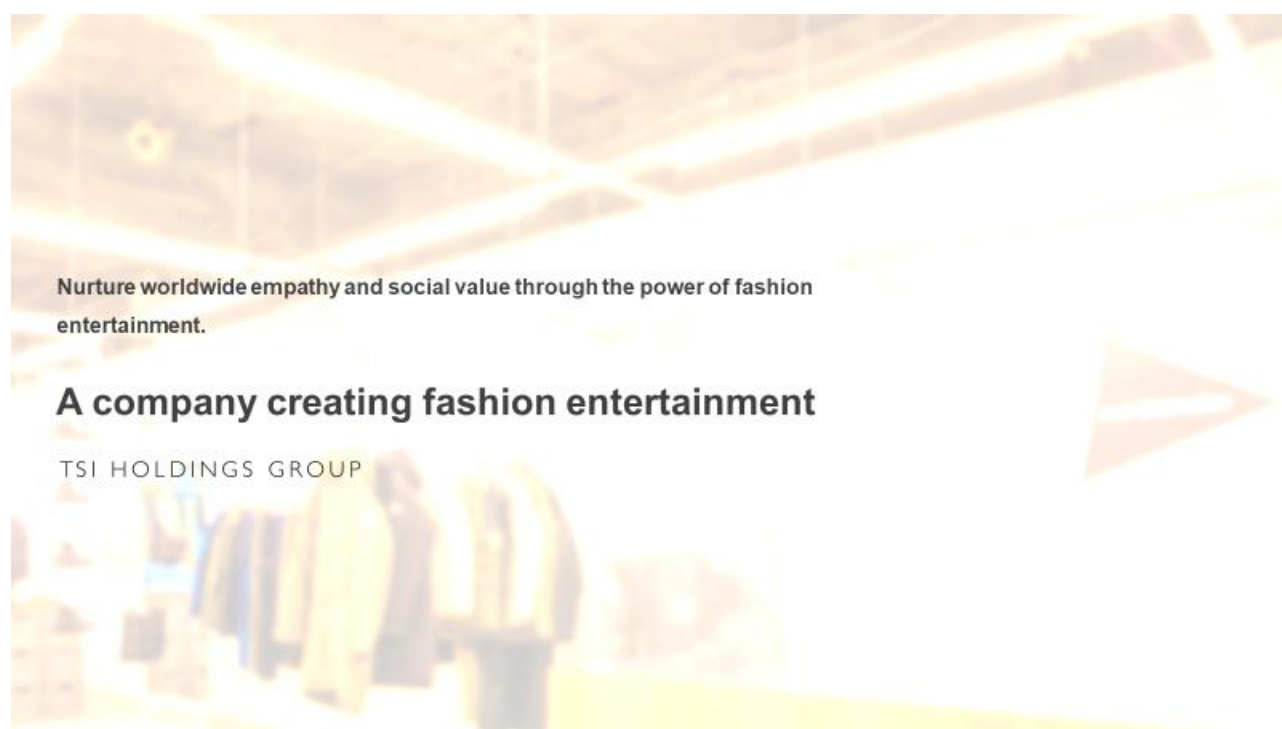 Nurture worldwide empathy and social value through the power of fashion
entertainment.
A company creating fashion entertainment
TSI HOLDINGS GROUP